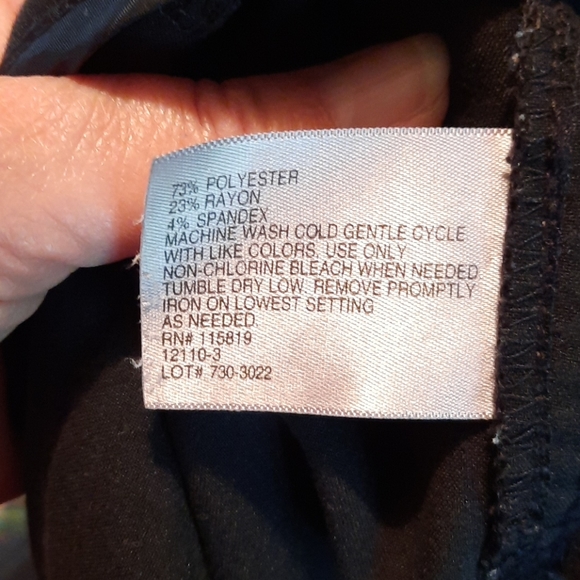 73% POLYESTER
23% RAYON
4% SPANDEX
MACHINE WASH COLD GENTLE CYCLE
WITH LIKE COLORS. USE ONLY
NON-CHLORINE BLEACH WHEN NEEDED
TUMBLE DRY LOW. REMOVE PROMPTLY
IRON ON LOWEST SETTING
AS NEEDED.
RN# 115819
12110-3
LOT# 730-3022